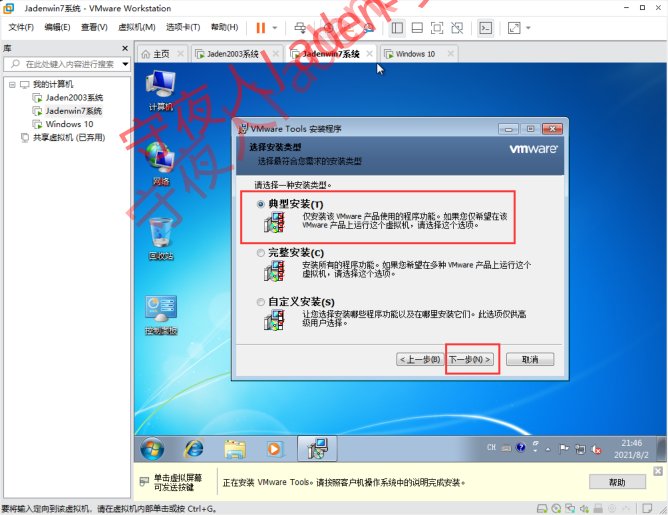 Jadenwin7系统 - VMware Workstation
文件(F) 编辑(E) 查看(V) 虚拟机(M) 选项卡(T) 帮助(H)
库
在此处键入内容进行搜索
我的计算机
Jaden2003系统
Jadenwin7系统
Windows 10
共享虚拟机 (已弃用)
主页 Jaden2003系统 Jadenwin7系统 Windows 10
守夜人
守夜人
计算机
网络
回收站
控制面板
VMware Tools 安装程序
选择安装类型
选择最符合您需求的安装类型
vmware
请选择一种安装类型。
典型安装(T)
仅安装该 VMware 产品使用的程序功能。如果您仅希望在该
VMware 产品上运行这个虚拟机，请选择这个选项。
完整安装(C)
安装所有的程序功能。如果您希望在多种 VMware 产品上运行这个
虚拟机，请选择这个选项。
自定义安装(S)
让您选择安装哪些程序功能以及在哪里安装它们。此选项仅供高
级用户选择。
<上一步(B) 下一步(N) > 取消
CH
21:46
2021/8/2
单击虚拟屏幕
可发送按键
正在安装 VMware Tools。请按照客户机操作系统中的说明完成安装。
帮助
要将输入定向到该虚拟机，请在虚拟机内部单击或按 Ctrl+G。